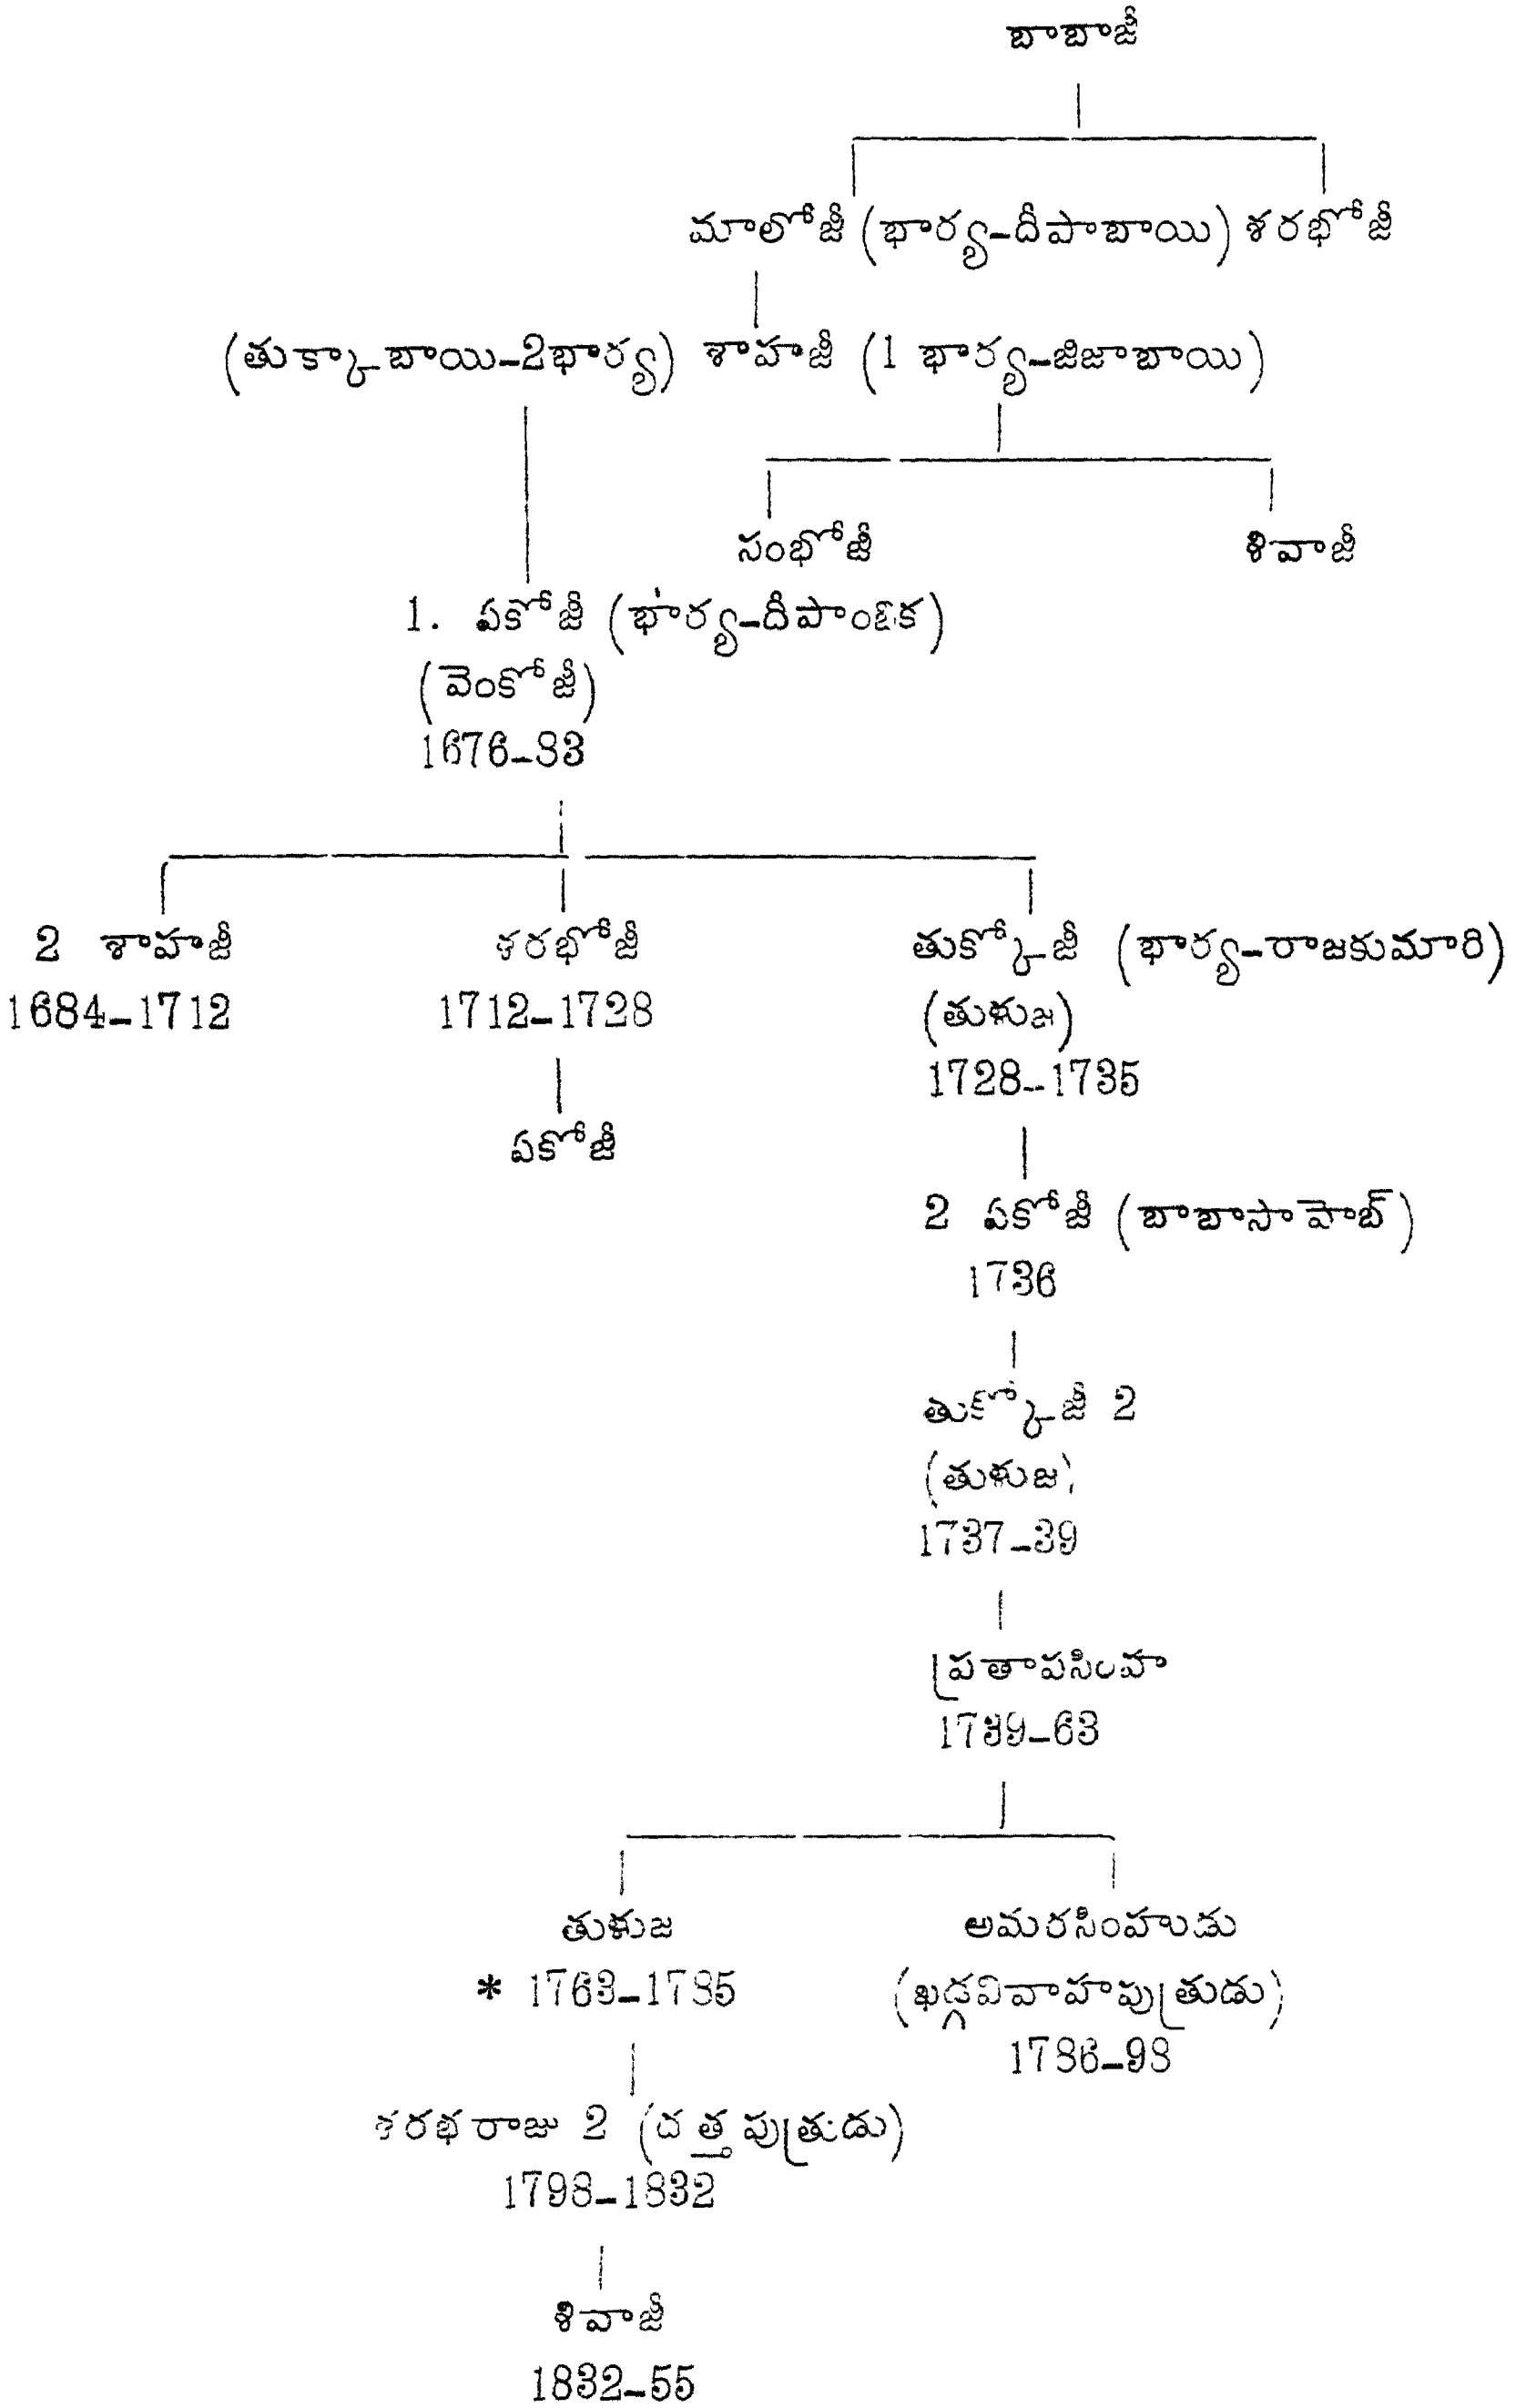 బాబాజీ
మాలోజీ (భార్య-దీపాబాయి) శరభోజీ
(తుక్కాబాయి-2భార్య) శాహజీ (1 భార్య-జిజాబాయి)
సంభోజీ శివాజీ
1. ఏకోజీ (భార్య-దీపాంబిక)
(వెంకోజీ)
1676-83
2 శాహజీ శరభోజీ తుక్కోజీ (భార్య-రాజకుమారి)
1684-1712 1712-1728 (తుళుజ)
1728-1735
ఏకోజీ
2 ఏకోజీ (బాబాసాహెబ్)
1736
తుక్కోజీ 2
(తుళుజ)
1737-39
ప్రతాపసింహ
1739-63
తుళుజ అమరసింహుడు
* 1763-1785 (ఖడ్గవివాహపుత్రుడు)
1786-98
శరభరాజు 2 (దత్తపుత్రుడు)
1798-1832
శివాజీ
1832-55